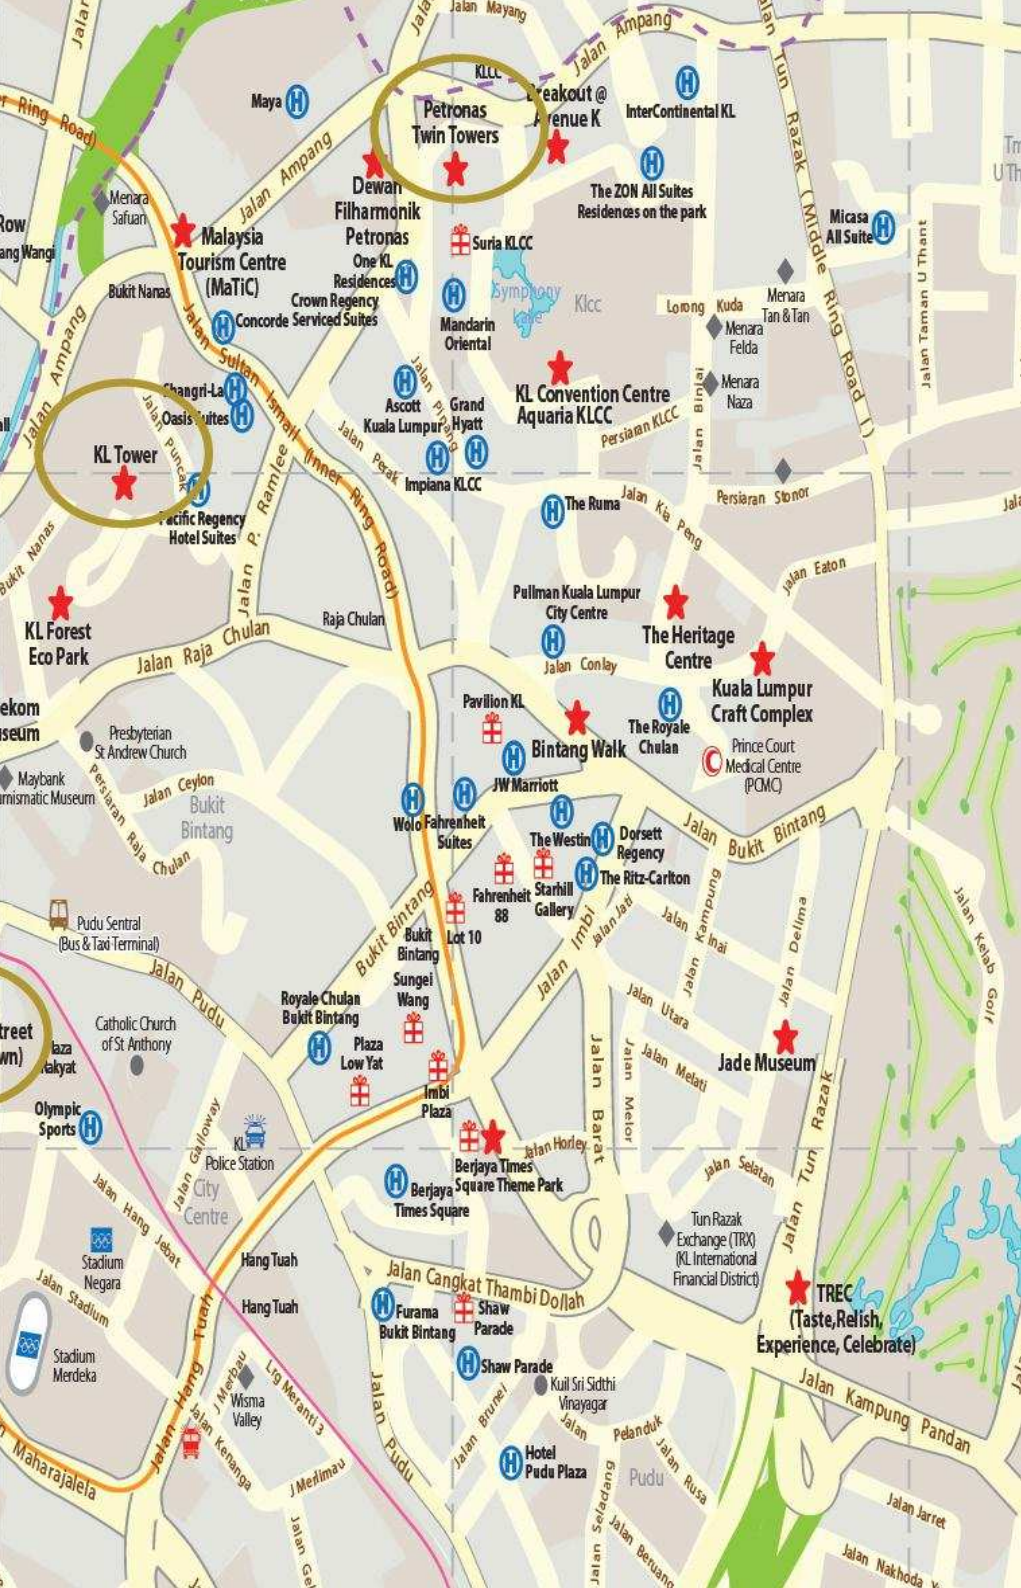 Jalan
Jalan Mayang
Jalan Ampang
Jalan Tun Razak (Middle Ring Road I)
KLCC
Breakout @
Avenue K
InterContinental KL
Maya
Petronas
Twin Towers
er Ring Road)
Jalan Ampang
Dewan
Filharmonik
Petronas
The ZON All Suites
Residences on the park
Menara
Safuan
Micasa
All Suite
Row
ang Wangi
Malaysia
Tourism Centre
(MaTiC)
Suria KLCC
One KL
Residences
Symphony
Lake
Klcc
Bukit Nanas
Crown Regency
Serviced Suites
Concorde
Mandarin
Oriental
Lorong Kuda
Menara
Tan & Tan
Menara
Felda
Jalan Taman U Thant
Jalan Ampang
Jalan Sultan Ismail (Inner Ring Road)
Shangri-La
Oasis Suites
Jalan Puncak
KL Tower
Ascott
Kuala Lumpur
Jalan Pinang
Grand
Hyatt
KL Convention Centre
Aquaria KLCC
Menara
Naza
Jalan Binjai
Persiaran KLCC
Jalan Perak
Impiana KLCC
Jalan P. Ramlee
Pacific Regency
Hotel Suites
The Ruma
Jalan Kia Peng
Persiaran Stonor
Bukit Nanas
Jalan Eaton
KL Forest
Eco Park
Raja Chulan
Jalan Raja Chulan
Pullman Kuala Lumpur
City Centre
Jalan Conlay
The Heritage
Centre
Kuala Lumpur
Craft Complex
Pavilion KL
Bintang Walk
The Royale
Chulan
Prince Court
Medical Centre
(PCMC)
Presbyterian
St Andrew Church
Maybank
Persiaran Raja Chulan
Jalan Ceylon
Bukit
Bintang
JW Marriott
Wolo
Fahrenheit
Suites
The Westin
Dorsett
Regency
Jalan Bukit Bintang
The Ritz-Carlton
Fahrenheit
88
Starhill
Gallery
Bukit Bintang
Lot 10
Jalan Imbi
Jalan Jati
Jalan Inai
Jalan Kampung
Jalan Delima
Jalan Kelab Golf
Pudu Sentral
(Bus & Taxi Terminal)
Bukit
Bintang
Jalan Pudu
Sungei
Wang
Royale Chulan
Bukit Bintang
Plaza
Low Yat
Jalan Utara
Catholic Church
of St Anthony
Jalan Barat
Jalan Melor
Jalan Melati
Jade Museum
Imbi
Plaza
Olympic
Sports
Jalan Galloway
KL
Police Station
Jalan Horley
Berjaya Times
Square Theme Park
Jalan Selatan
Jalan Tun Razak
City
Centre
Berjaya
Times Square
Jalan Hang Jebat
Tun Razak
Exchange (TRX)
(KL International
Financial District)
Stadium
Negara
Hang Tuah
Jalan Cangkat Thambi Dollah
Jalan Stadium
Hang Tuah
Furama
Bukit Bintang
Shaw
Parade
TREC
(Taste,Relish,
Experience, Celebrate)
Stadium
Merdeka
Jalan Hang Tuah
Shaw Parade
Kuil Sri Sidthi
Vinayagar
J Merbau
Lrg Meranti 3
Wisma
Valley
Jalan Kenanga
Jalan Pudu
Jalan Brunei
Jalan Pelanduk
Jalan Rusa
Jalan Kampung Pandan
Maharajalela
J Merlimau
Hotel
Pudu Plaza
Pudu
Jalan Seladang
Jalan Beruang
Jalan Jarret